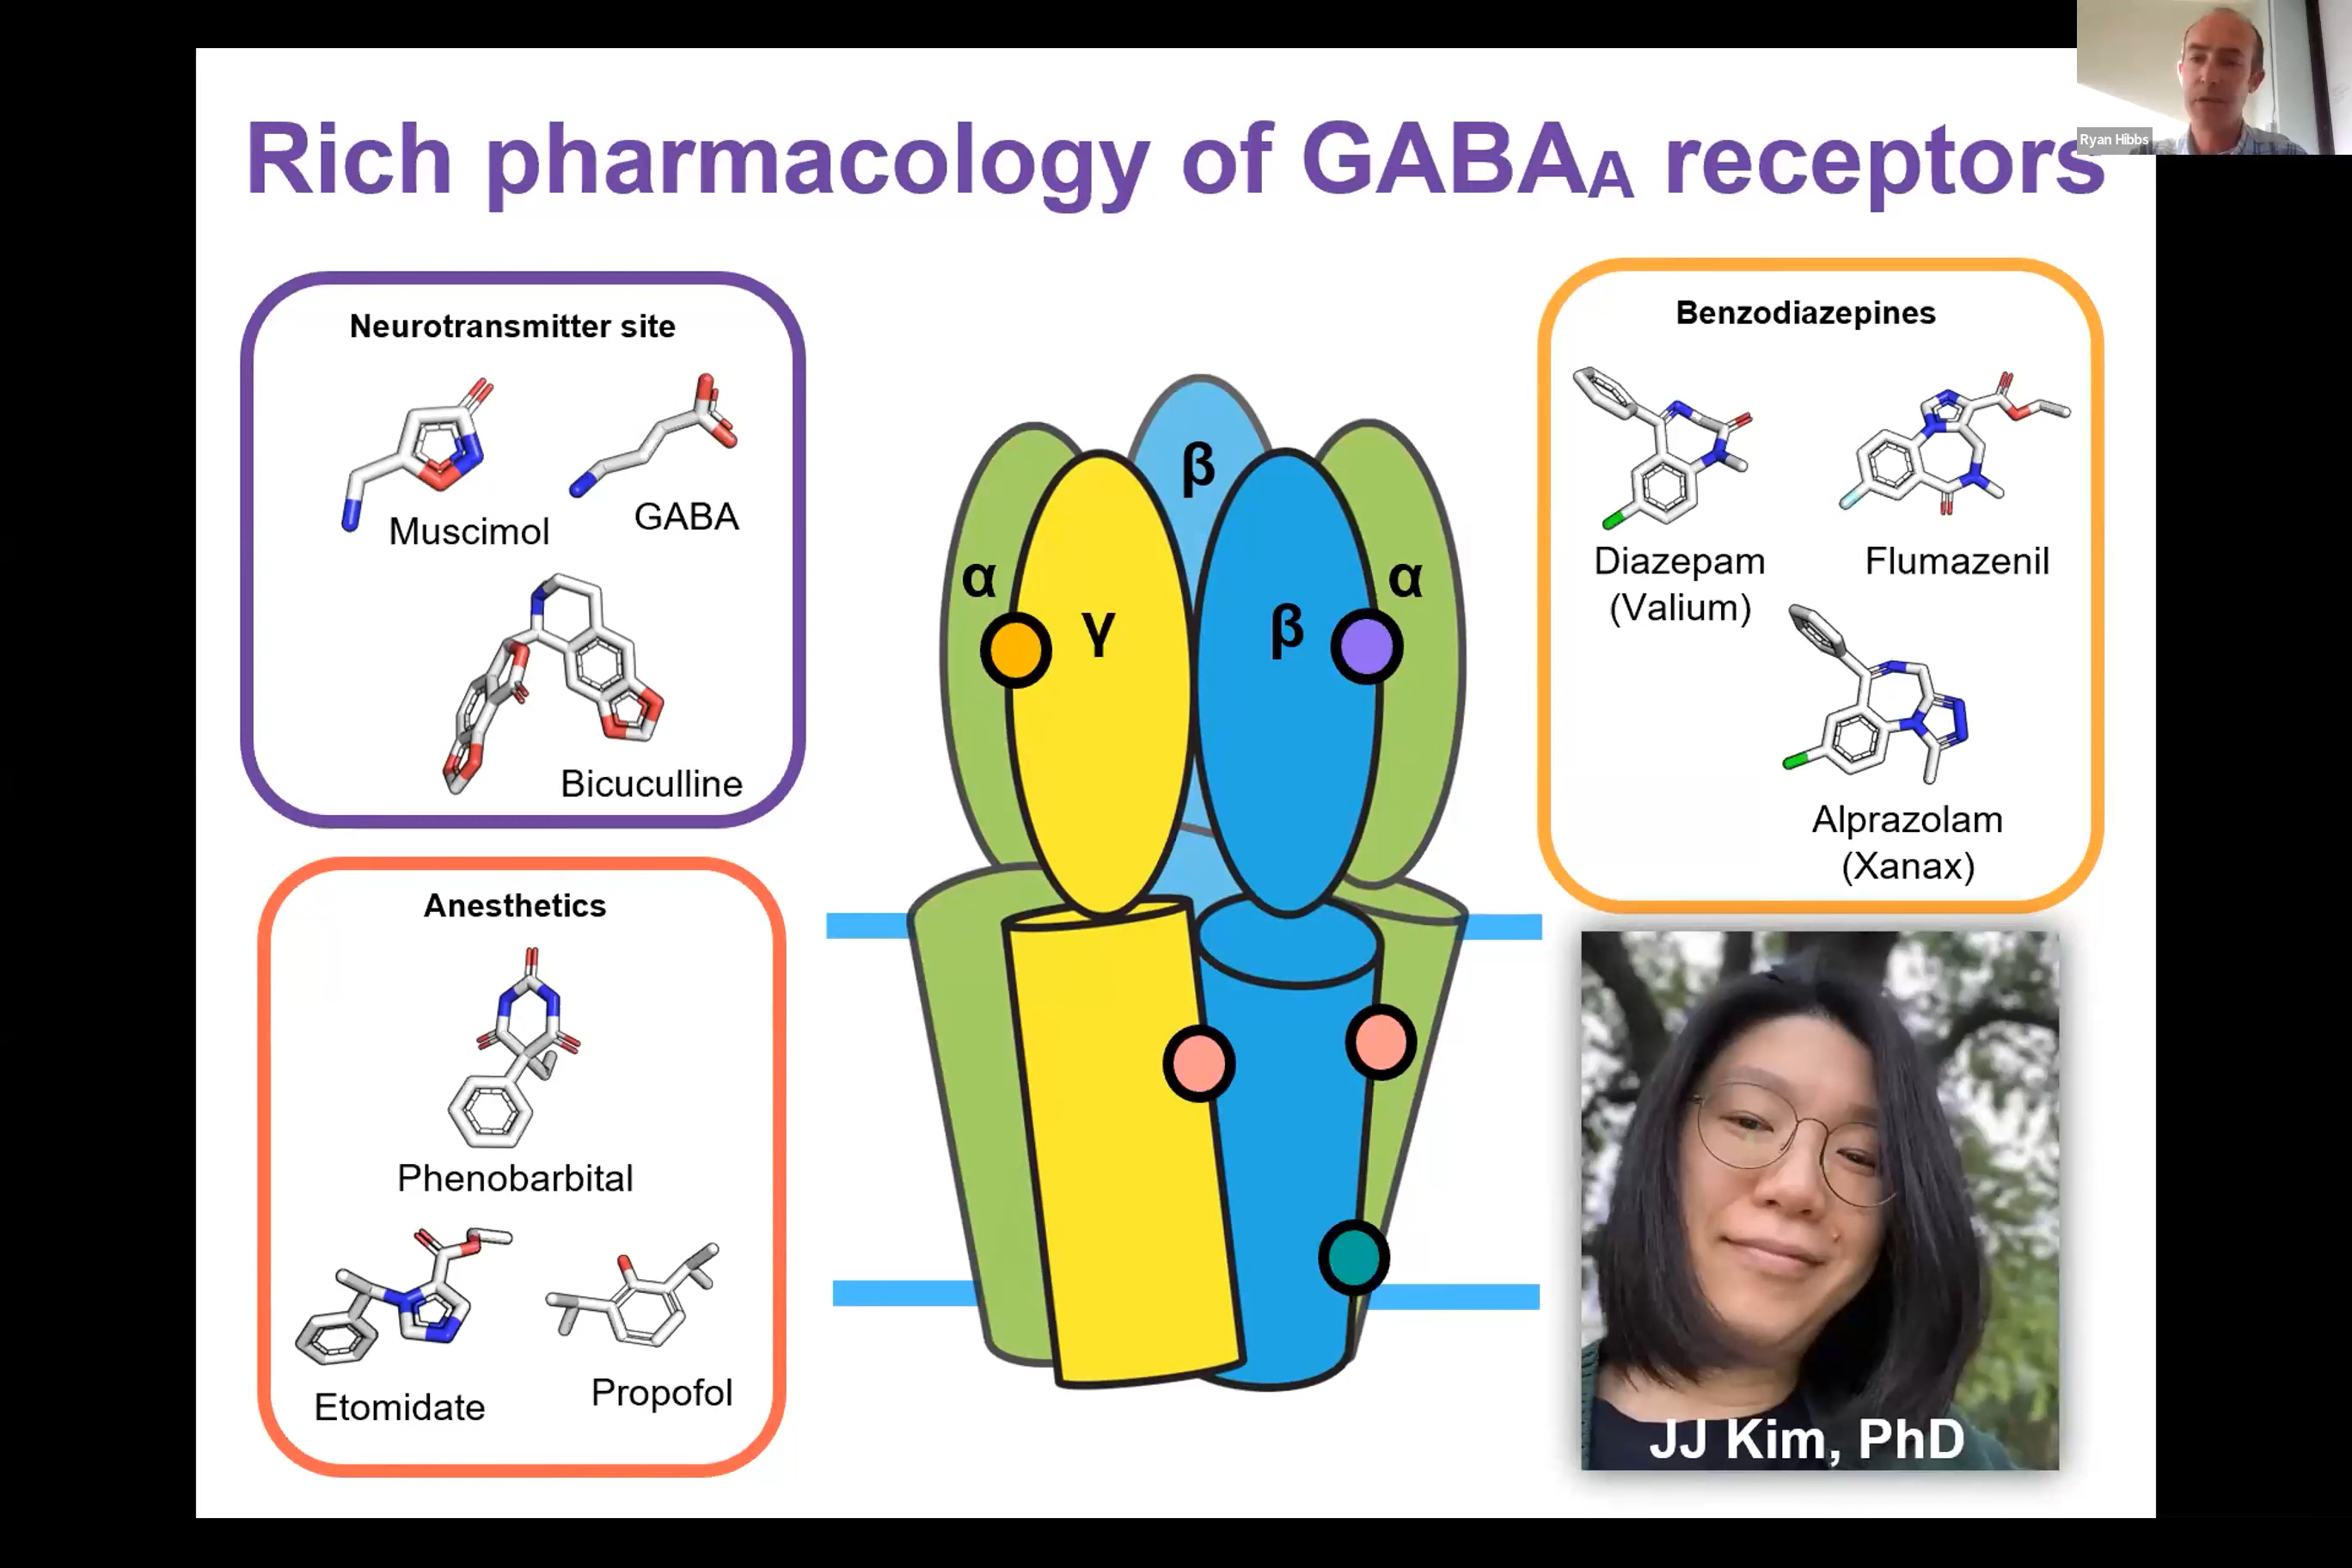 Rich pharmacology of GABAA receptors
Ryan Hibbs
Neurotransmitter site
Muscimol
GABA
Bicuculline
Anesthetics
Phenobarbital
Etomidate
Propofol
β
α
γ
β
α
Benzodiazepines
Diazepam
(Valium)
Flumazenil
Alprazolam
(Xanax)
JJ Kim, PhD